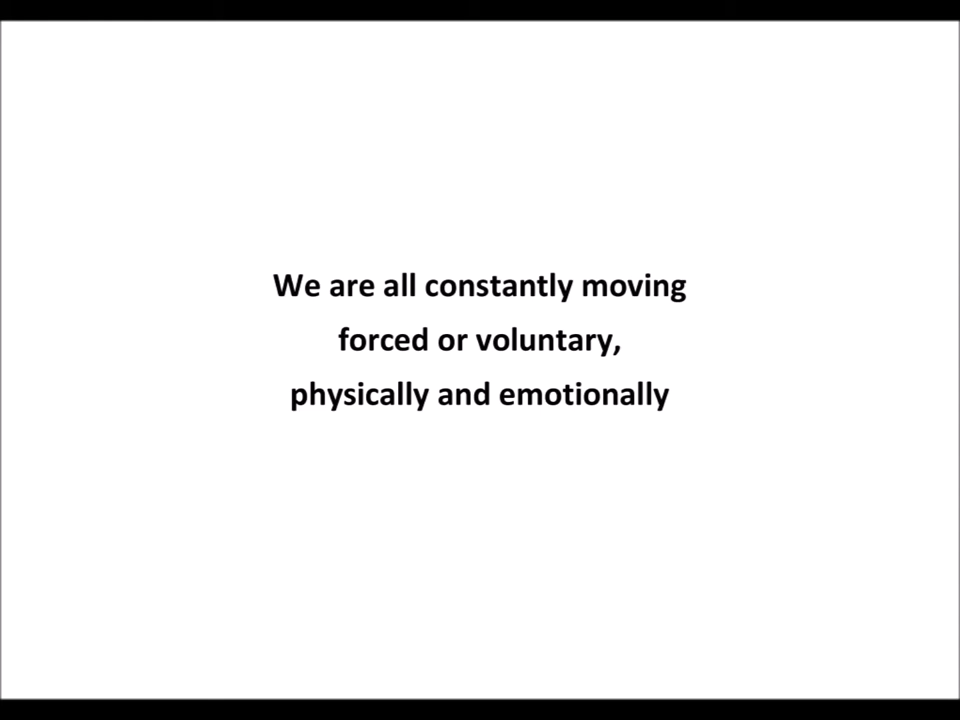 We are all constantly moving
forced or voluntary,
physically and emotionally